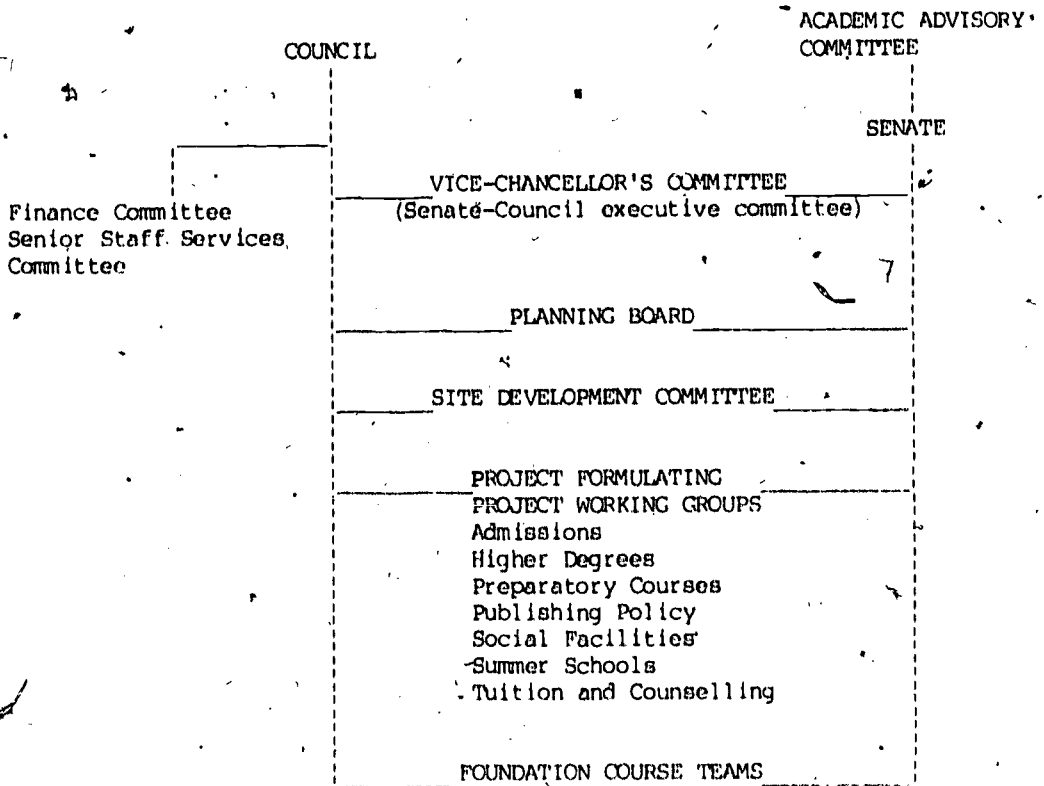 ACADEMIC ADVISORY
COMMITTEE
COUNCIL
SENATE
VICE-CHANCELLOR'S COMMITTEE
(Senate-Council executive committee)
Finance Committee
Senior Staff Services
Committee
7
PLANNING BOARD
SITE DEVELOPMENT COMMITTEE
PROJECT FORMULATING
PROJECT WORKING GROUPS
Admissions
Higher Degrees
Preparatory Courses
Publishing Policy
Social Facilities
Summer Schools
Tuition and Counselling
FOUNDATION COURSE TEAMS